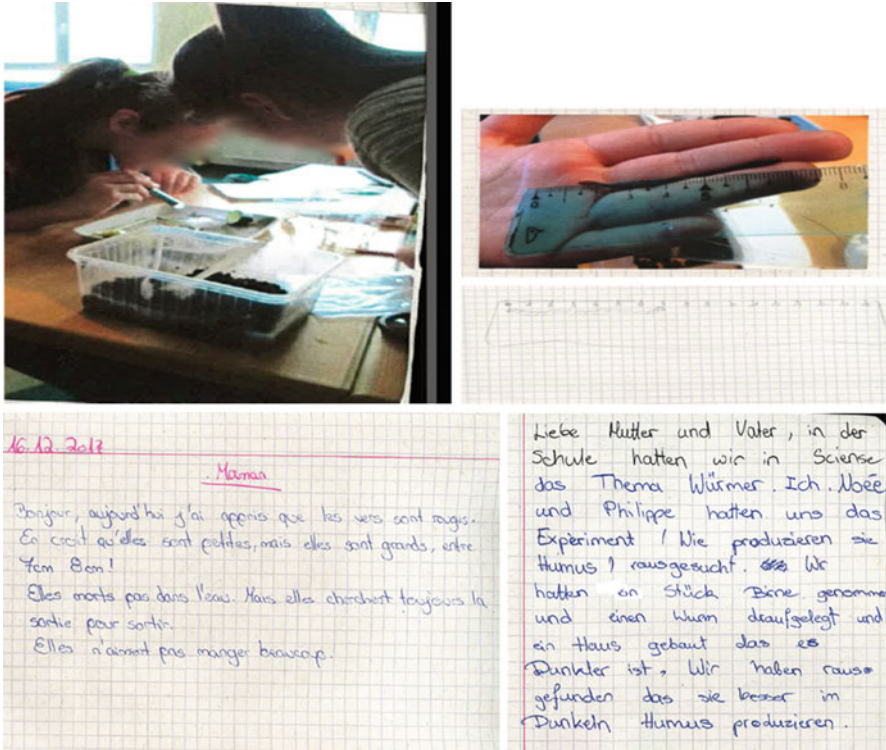 16.12.2017
Maman
Bonjour, aujourd'hui j'ai appris que les vers sont rouges.
En croit qu'elles sont petites, mais elles sont grands, entre
7cm 8cm!
Elles morts pas dans l'eau. Mais elles cherchent toujours la
sortie pour sortir.
Elles n'aiment pas manger beaucoup.
Liebe Mutter und Vater, in der
Schule hatten wir in Sciense
das Thema Würmer. Ich. Noée
und Philippe hatten uns das
Experiment ! Wie produzieren sie
Humus ! rausgesucht. Wr
hatten en Stück Birne genomme
und einen Wurm draufgelegt und
ein Haus gebaut das es
Dunkler ist. Wir haben raus
gefunden das sie besser im
Dunkeln Humus produzieren.